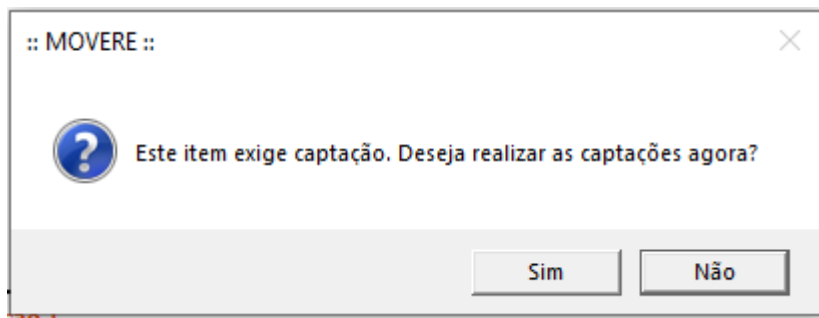 :: MOVERE ::
Este item exige captação. Deseja realizar as captações agora?
Sim
Não